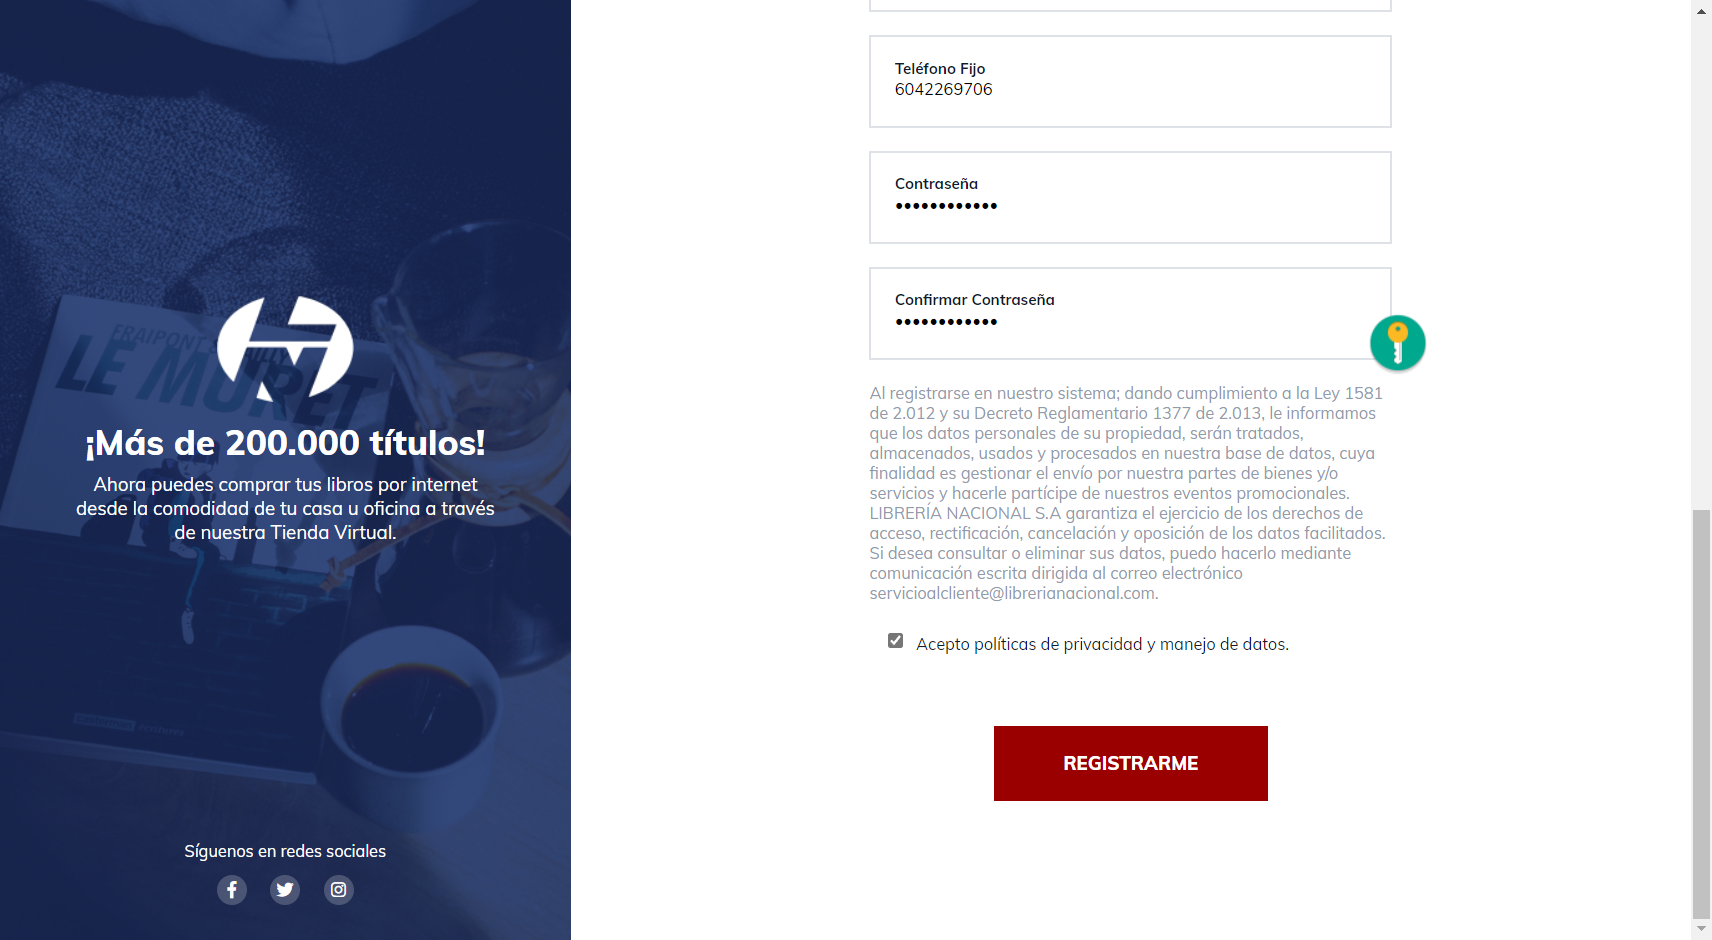 FRAIPONT
LE MURET
¡Más de 200.000 títulos!
Ahora puedes comprar tus libros por internet
desde la comodidad de tu casa u oficina a través
de nuestra Tienda Virtual.
Síguenos en redes sociales
Teléfono Fijo
6042269706
Contraseña
••••••••••••
Confirmar Contraseña
••••••••••••
Al registrarse en nuestro sistema; dando cumplimiento a la Ley 1581
de 2.012 y su Decreto Reglamentario 1377 de 2.013, le informamos
que los datos personales de su propiedad, serán tratados,
almacenados, usados y procesados en nuestra base de datos, cuya
finalidad es gestionar el envío por nuestra partes de bienes y/o
servicios y hacerle partícipe de nuestros eventos promocionales.
LIBRERÍA NACIONAL S.A garantiza el ejercicio de los derechos de
acceso, rectificación, cancelación y oposición de los datos facilitados.
Si desea consultar o eliminar sus datos, puedo hacerlo mediante
comunicación escrita dirigida al correo electrónico
servicioalcliente@librerianacional.com.
Acepto políticas de privacidad y manejo de datos.
REGISTRARME